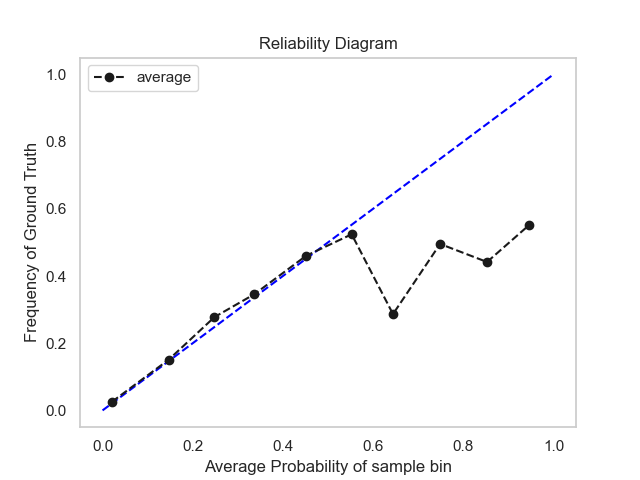 Reliability Diagram
average
Frequency of Ground Truth
1.0
0.8
0.6
0.4
0.2
0.0
0.0 0.2 0.4 0.6 0.8 1.0
Average Probability of sample bin